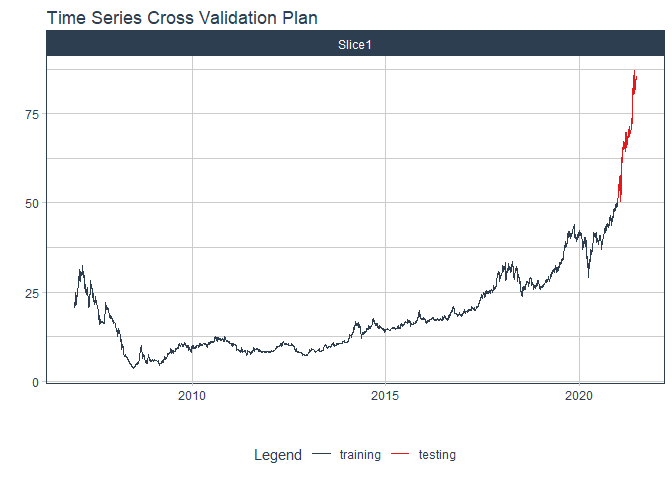 Time Series Cross Validation Plan
Slice1
75
50
25
0
2010 2015 2020
Legend training testing